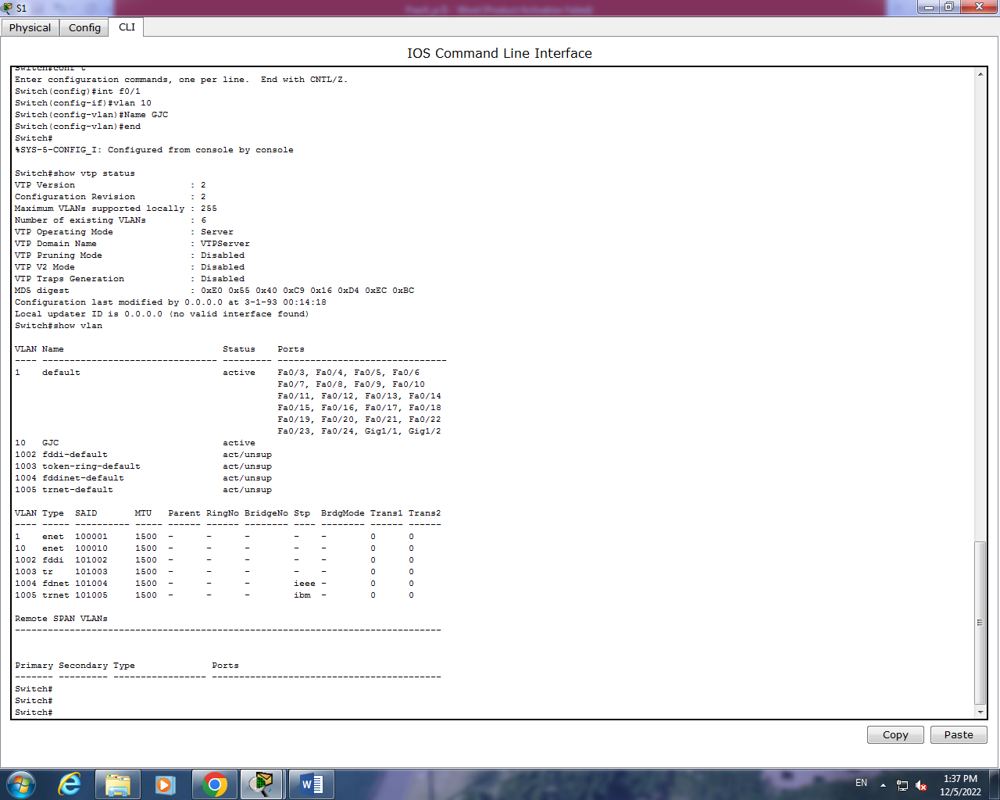 S1
Physical Config CLI
IOS Command Line Interface
Switch#conf t
Enter configuration commands, one per line.  End with CNTL/Z.
Switch(config)#int f0/1
Switch(config-if)#vlan 10
Switch(config-vlan)#Name GJC
Switch(config-vlan)#end
Switch#
%SYS-5-CONFIG_I: Configured from console by console
Switch#show vtp status
VTP Version                     : 2
Configuration Revision          : 2
Maximum VLANs supported locally : 255
Number of existing VLANs        : 6
VTP Operating Mode              : Server
VTP Domain Name                 : VTPServer
VTP Pruning Mode                : Disabled
VTP V2 Mode                     : Disabled
VTP Traps Generation            : Disabled
MD5 digest                      : 0xE0 0x55 0x40 0xC9 0x16 0xD4 0xEC 0xBC
Configuration last modified by 0.0.0.0 at 3-1-93 00:14:18
Local updater ID is 0.0.0.0 (no valid interface found)
Switch#show vlan
VLAN Name                             Status    Ports
---- -------------------------------- --------- -------------------------------
1    default                          active    Fa0/3, Fa0/4, Fa0/5, Fa0/6
                                                Fa0/7, Fa0/8, Fa0/9, Fa0/10
                                                Fa0/11, Fa0/12, Fa0/13, Fa0/14
                                                Fa0/15, Fa0/16, Fa0/17, Fa0/18
                                                Fa0/19, Fa0/20, Fa0/21, Fa0/22
                                                Fa0/23, Fa0/24, Gig1/1, Gig1/2
10   GJC                              active
1002 fddi-default                     act/unsup
1003 token-ring-default               act/unsup
1004 fddinet-default                  act/unsup
1005 trnet-default                    act/unsup
VLAN Type  SAID       MTU   Parent RingNo BridgeNo Stp  BrdgMode Trans1 Trans2
---- ----- ---------- ----- ------ ------ -------- ---- -------- ------ ------
1    enet  100001     1500  -      -      -        -    -        0      0
10   enet  100010     1500  -      -      -        -    -        0      0
1002 fddi  101002     1500  -      -      -        -    -        0      0
1003 tr    101003     1500  -      -      -        -    -        0      0
1004 fdnet 101004     1500  -      -      -        ieee -        0      0
1005 trnet 101005     1500  -      -      -        ibm  -        0      0
Remote SPAN VLANs
------------------------------------------------------------------------------
Primary Secondary Type              Ports
------- --------- ----------------- ------------------------------------------
Switch#
Switch#
Switch#
Copy Paste
EN 1:37 PM
12/5/2022